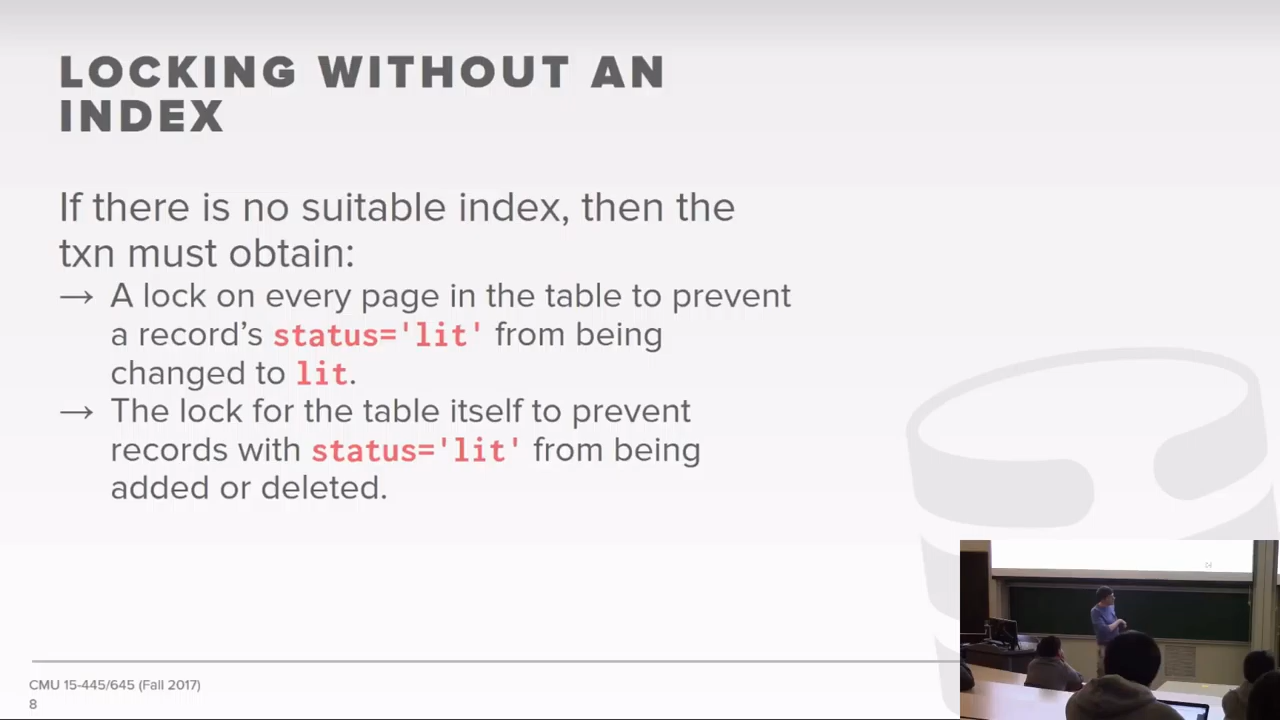 LOCKING WITHOUT AN
INDEX
If there is no suitable index, then the
txn must obtain:
→ A lock on every page in the table to prevent
a record’s status='lit' from being
changed to lit.
→ The lock for the table itself to prevent
records with status='lit' from being
added or deleted.
CMU 15-445/645 (Fall 2017)
8